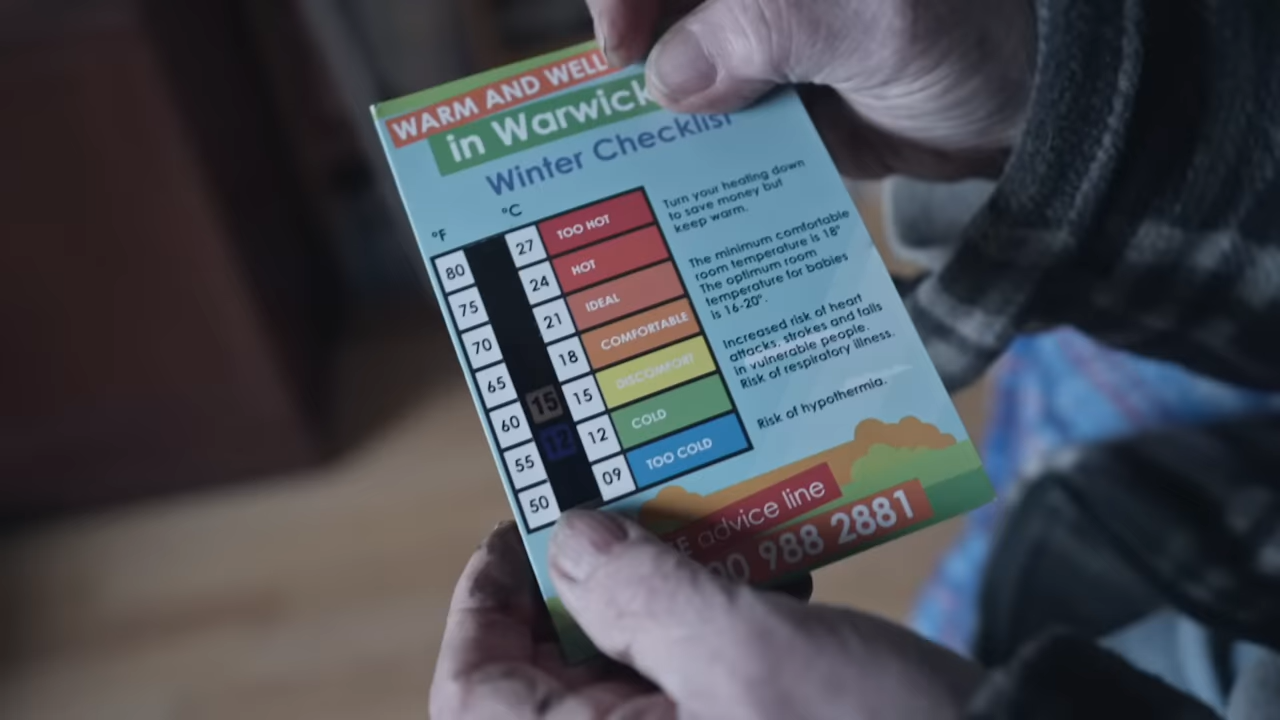 WARM AND WELL
in Warwick
Winter Checklist
°F
°C
80
75
70
65
60
55
50
15
12
27 TOO HOT
24 HOT
21 IDEAL
18 COMFORTABLE
15 DISCOMFORT
12 COLD
09 TOO COLD
Turn your heating down
to save money but
keep warm.
The minimum comfortable
room temperature is 18°
The optimum room
temperature for babies
is 16-20°.
Increased risk of heart
attacks, strokes and falls
in vulnerable people.
Risk of respiratory illness.
Risk of hypothermia.
advice line
988 2881